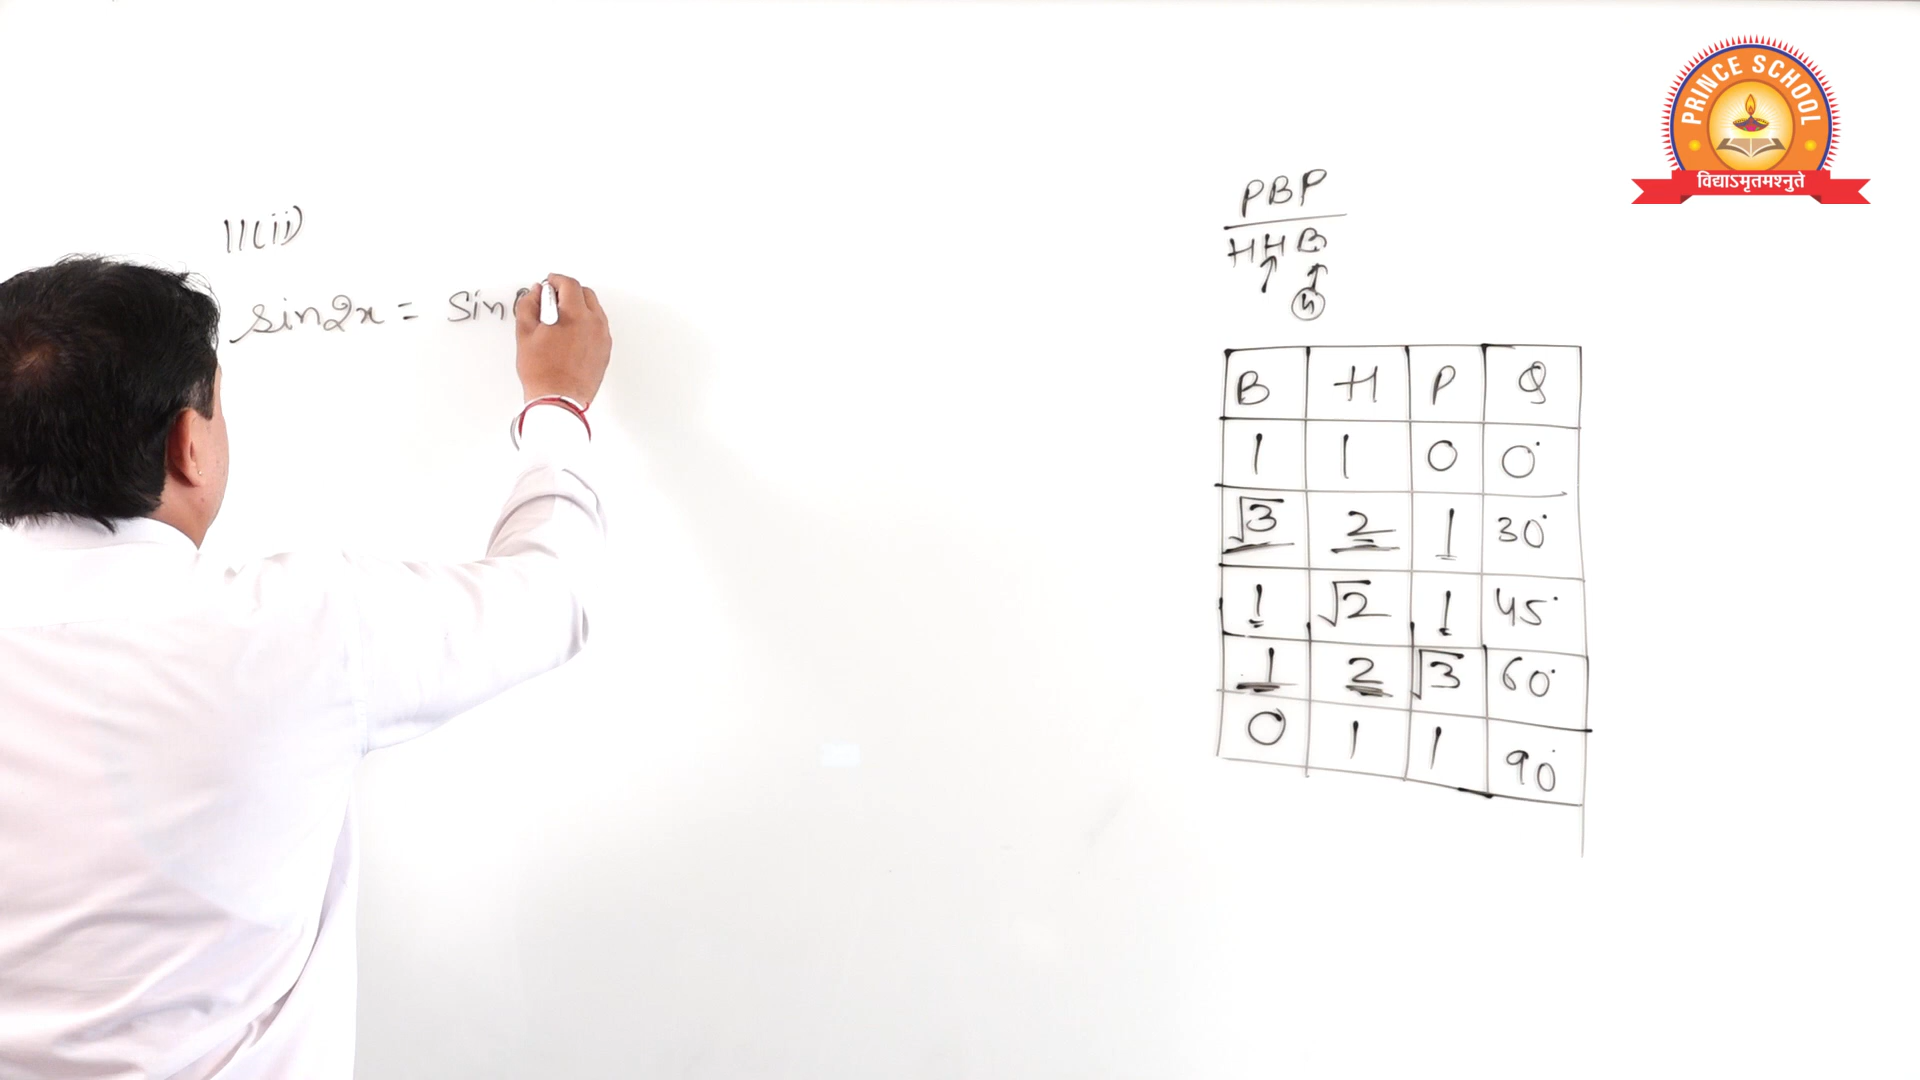 PRINCE SCHOOL
विद्याऽमृतमश्नुते
11(ii)
sin2x = sin
PBP
HHB
B H P Q
1 1 0 0°
√3 2 1 30°
1 √2 1 45°
1 2 √3 60°
0 1 1 90°